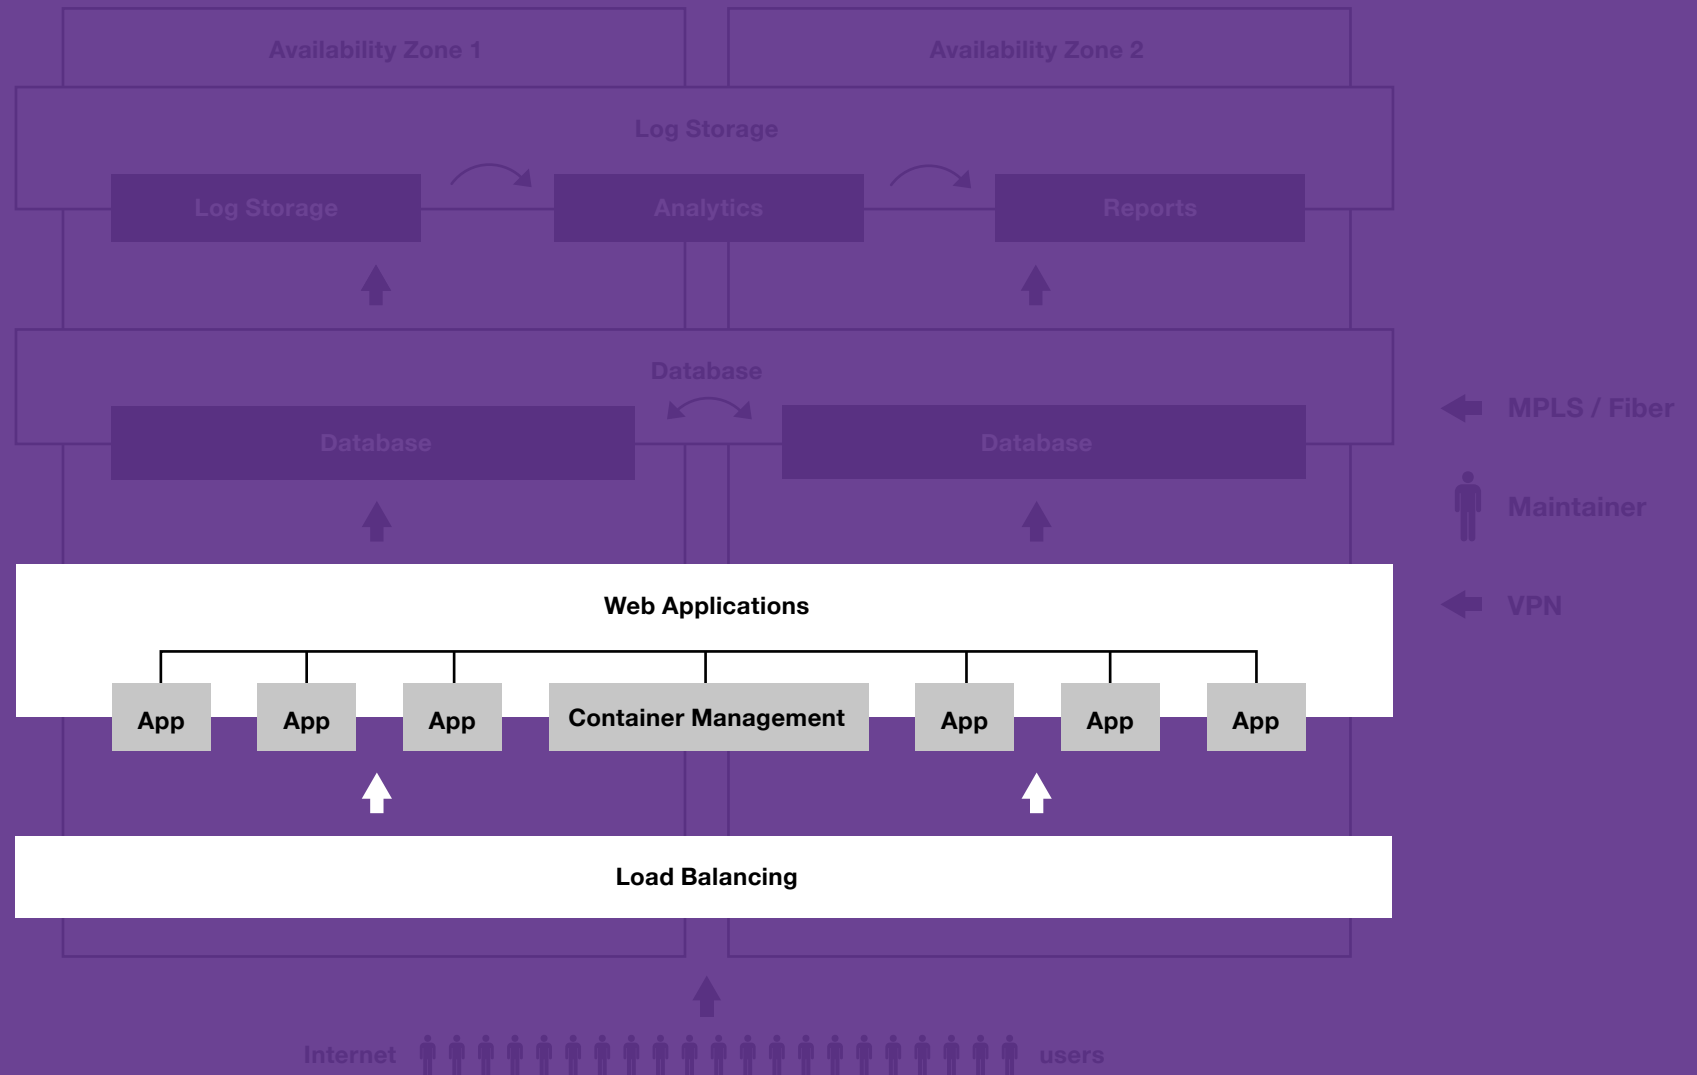 Availability Zone 1
Availability Zone 2
Log Storage
Log Storage
Analytics
Reports
Database
Database
Database
MPLS / Fiber
Maintainer
VPN
Web Applications
App
App
App
Container Management
App
App
App
Load Balancing
Internet
users